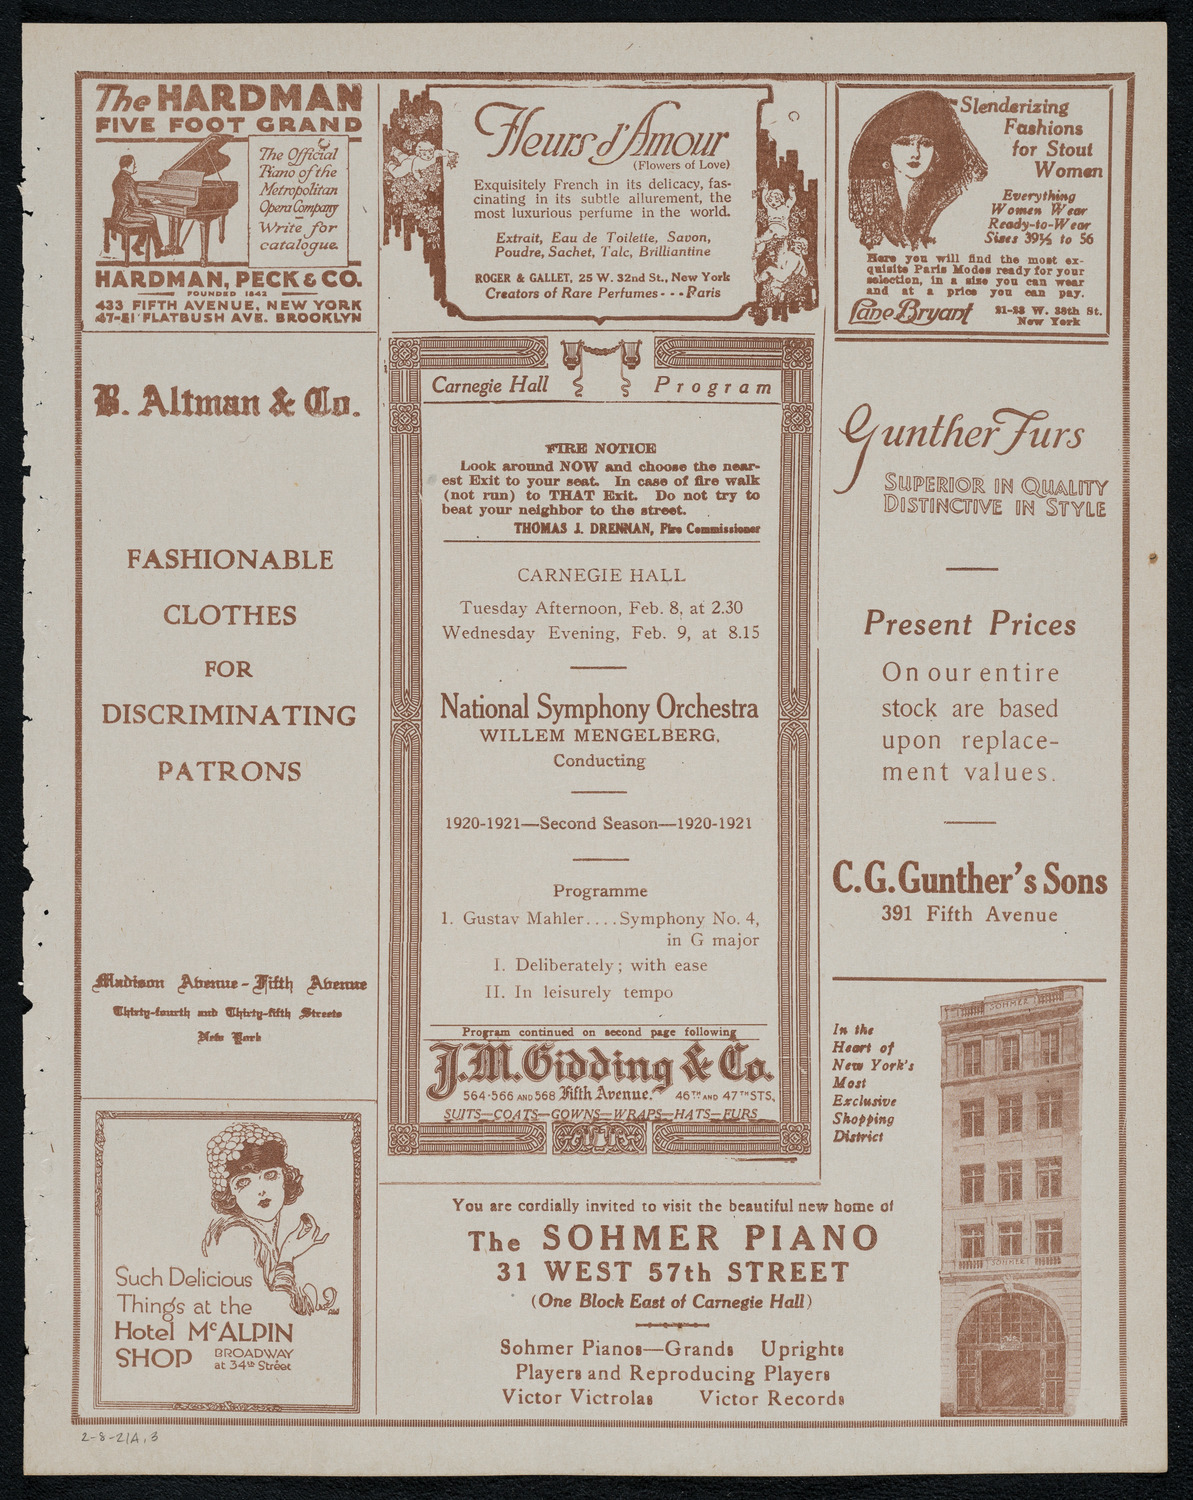 The HARDMAN
FIVE FOOT GRAND
The Official
Piano of the
Metropolitan
Opera Company
Write for
catalogue.
HARDMAN, PECK & CO.
FOUNDED 1842
433 FIFTH AVENUE, NEW YORK
47-51 FLATBUSH AVE. BROOKLYN
Fleurs d'Amour
(Flowers of Love)
Exquisitely French in its delicacy, fas-
cinating in its subtle allurement, the
most luxurious perfume in the world.
Extrait, Eau de Toilette, Savon,
Poudre, Sachet, Talc, Brilliantine
ROGER & GALLET, 25 W. 32nd St., New York
Creators of Rare Perfumes - - - Paris
Slenderizing
Fashions
for Stout
Women
Everything
Women Wear
Ready-to-Wear
Sizes 39½ to 56
Here you will find the most ex-
quisite Paris Modes ready for your
selection, in a size you can wear
and at a price you can pay.
Lane Bryant
21-23 W. 38th St.
New York
B. Altman & Co.
FASHIONABLE
CLOTHES
FOR
DISCRIMINATING
PATRONS
Madison Avenue - Fifth Avenue
Thirty-fourth and Thirty-fifth Streets
New York
Carnegie Hall Program
FIRE NOTICE
Look around NOW and choose the near-
est Exit to your seat. In case of fire walk
(not run) to THAT Exit. Do not try to
beat your neighbor to the street.
THOMAS J. DRENNAN, Fire Commissioner
CARNEGIE HALL
Tuesday Afternoon, Feb. 8, at 2.30
Wednesday Evening, Feb. 9, at 8.15
National Symphony Orchestra
WILLEM MENGELBERG,
Conducting
1920-1921—Second Season—1920-1921
Programme
1. Gustav Mahler....Symphony No. 4,
in G major
I. Deliberately; with ease
II. In leisurely tempo
Program continued on second page following
J.M. Gidding & Co.
564-566 AND 568 Fifth Avenue. 46TH AND 47TH STS.
SUITS—COATS—GOWNS—WRAPS—HATS—FURS
Gunther Furs
SUPERIOR IN QUALITY
DISTINCTIVE IN STYLE
Present Prices
On our entire
stock are based
upon replace-
ment values.
C.G. Gunther's Sons
391 Fifth Avenue
Such Delicious
Things at the
Hotel McALPIN
SHOP BROADWAY
at 34th Street
In the
Heart of
New York's
Most
Exclusive
Shopping
District
SOHMER
SOHMER
You are cordially invited to visit the beautiful new home of
The SOHMER PIANO
31 WEST 57th STREET
(One Block East of Carnegie Hall)
Sohmer Pianos—Grands Uprights
Players and Reproducing Players
Victor Victrolas Victor Records
2-8-21A.3